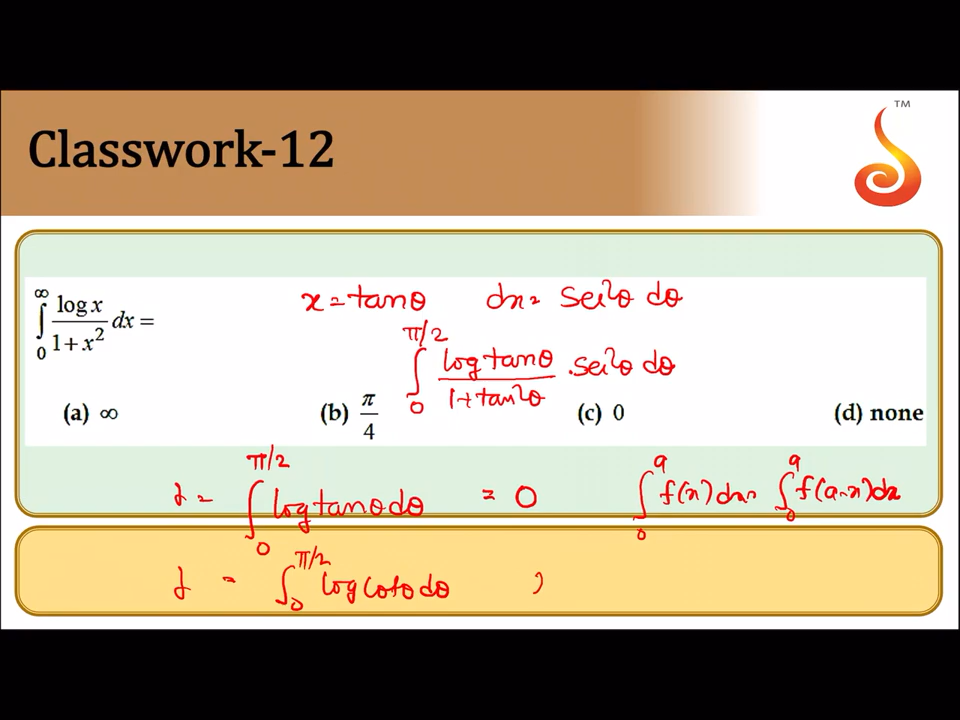 TM
Classwork-12
∫₀^∞ log x / (1 + x²) dx =
x = tanθ dx = sec²θ dθ
∫₀^(π/2) log tanθ / (1 + tan²θ) . sec²θ dθ
(a) ∞ (b) π/4 (c) 0 (d) none
I = ∫₀^(π/2) log tanθ dθ = 0 ∫₀^a f(x) dx = ∫₀^a f(a-x) dx
I = ∫₀^(π/2) log cotθ dθ